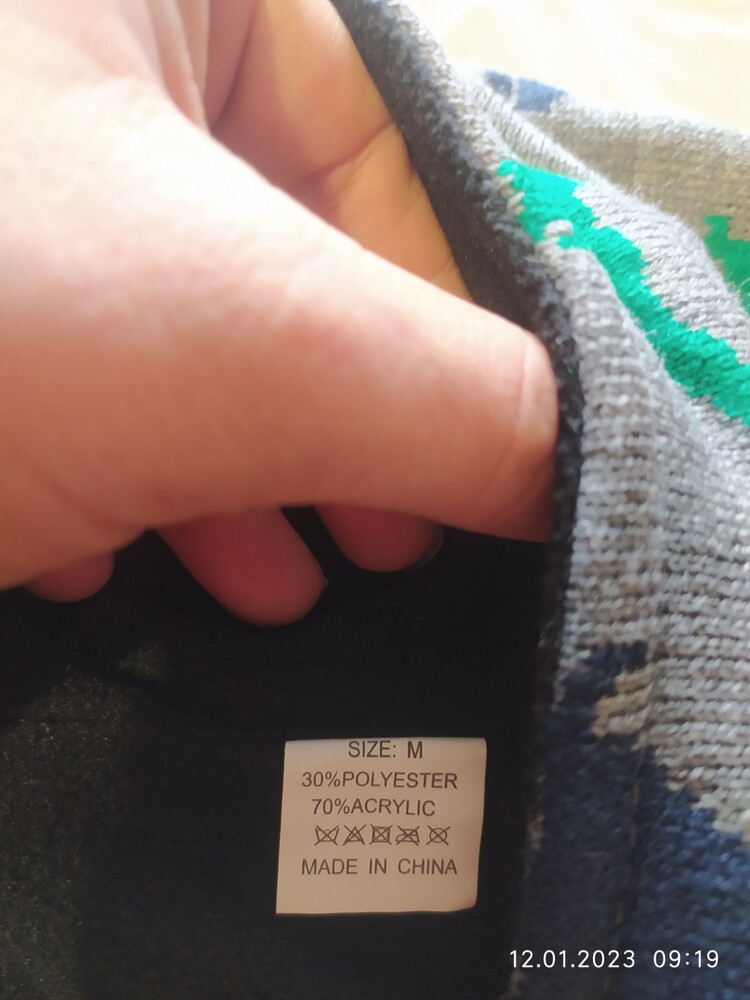 SIZE: M
30%POLYESTER
70%ACRYLIC
MADE IN CHINA
12.01.2023 09:19